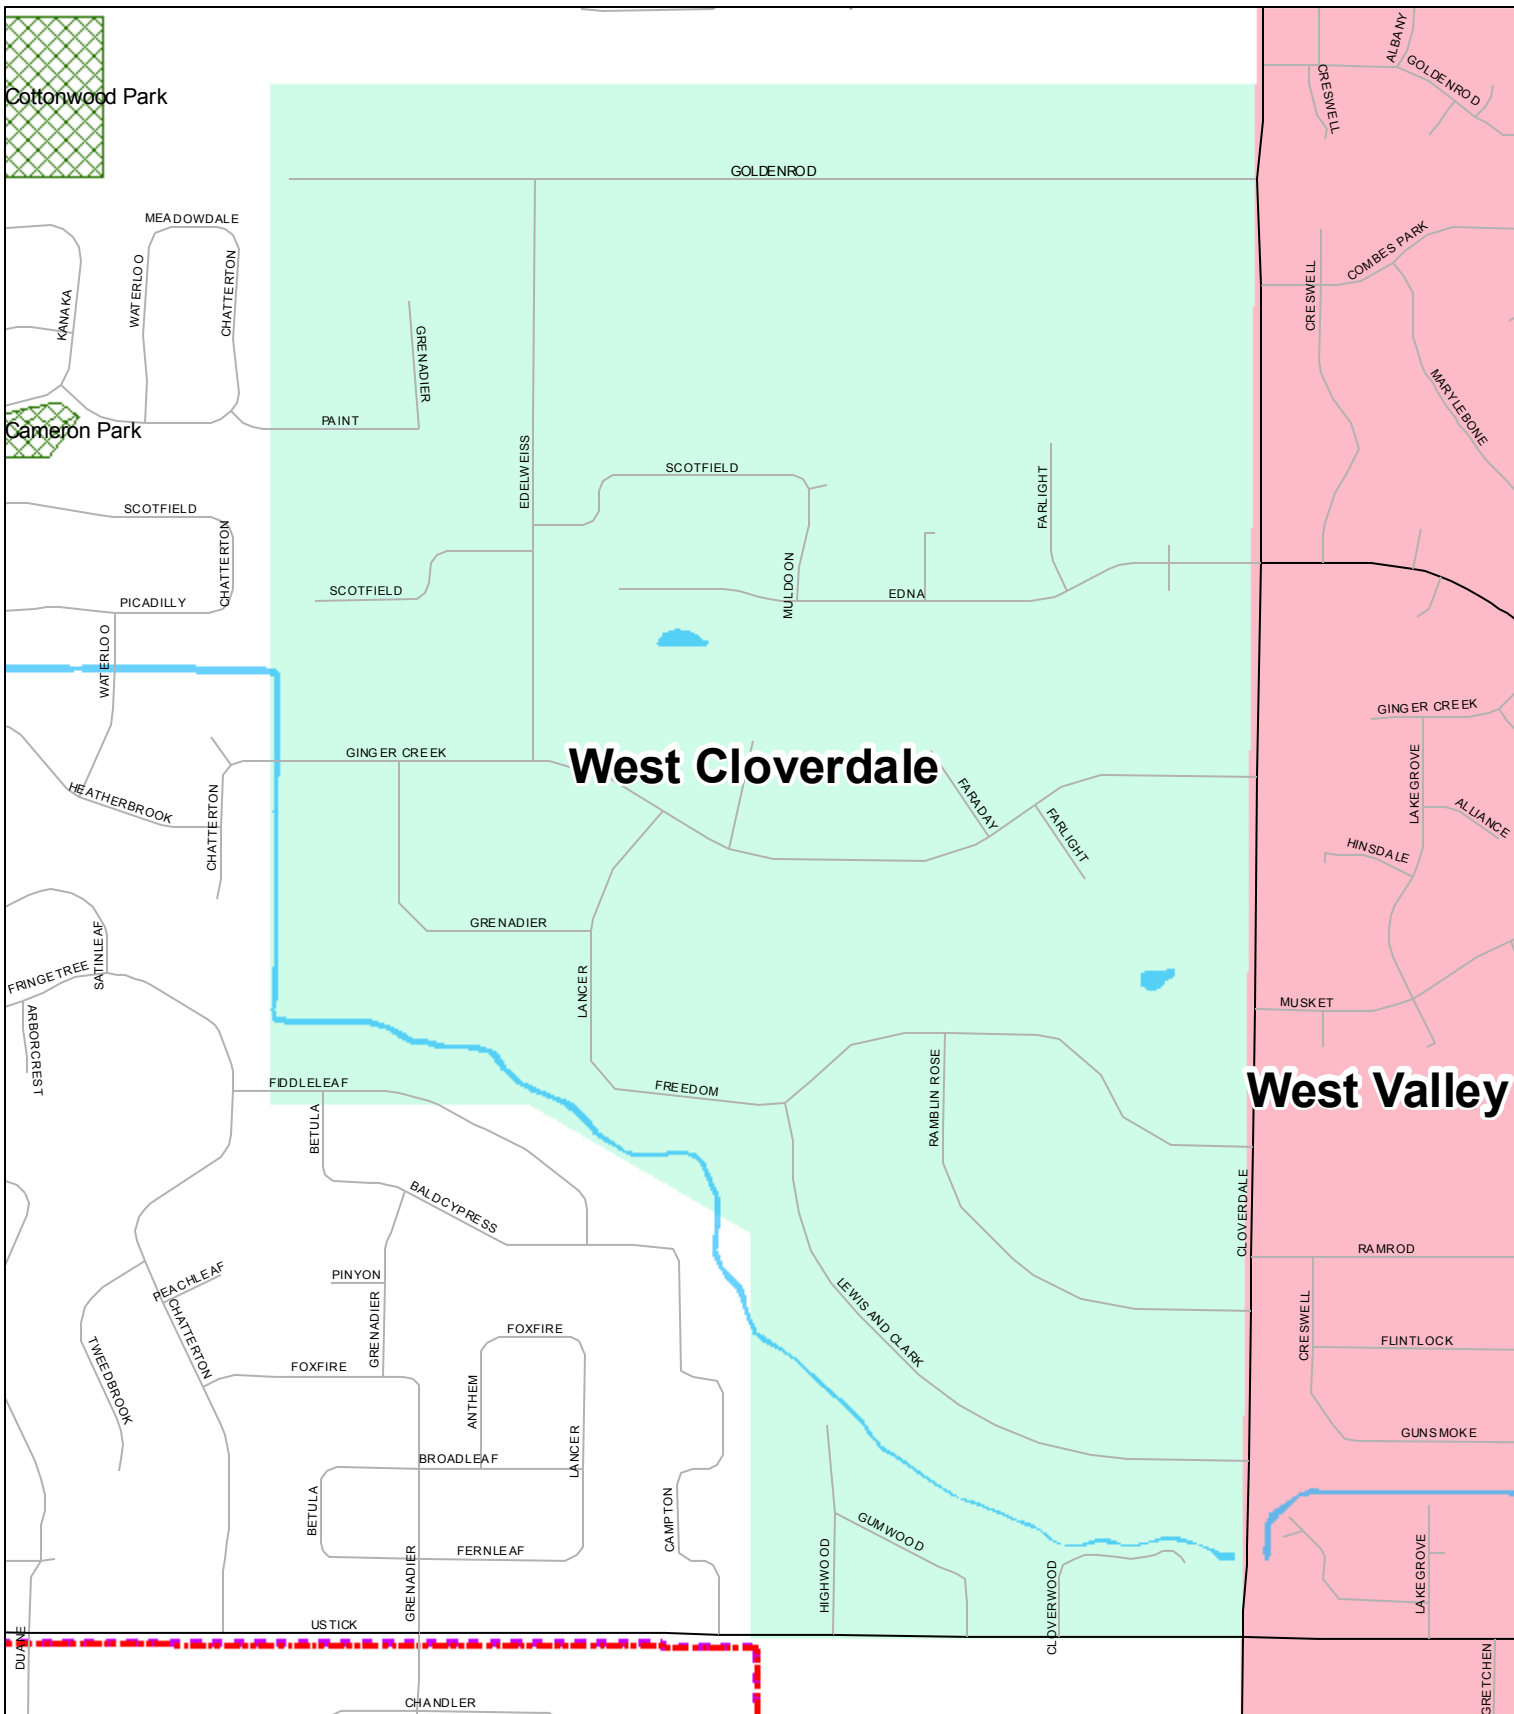 ALBANY
GOLDENROD
CRESWELL
Cottonwood Park
GOLDENROD
MEADOWDALE
WATERLOO
CHATTERTON
KANAKA
COMBES PARK
CRESWELL
GRENADIER
MARYLEBONE
PAINT
Cameron Park
EDELWEISS
SCOTFIELD
FARLIGHT
SCOTFIELD
CHATTERTON
MULDOON
SCOTFIELD
EDNA
PICADILLY
WATERLOO
GINGER CREEK
GINGER CREEK
West Cloverdale
LAKEGROVE
HEATHERBROOK
CHATTERTON
FARADAY
FARLIGHT
ALLIANCE
HINSDALE
GRENADIER
SATINLEAF
FRINGETREE
LANCER
MUSKET
ARBORCREST
FIDDLELEAF
FREEDOM
RAMBLIN ROSE
West Valley
BETULA
BALDCYPRESS
CLOVERDALE
RAMROD
PINYON
PEACHLEAF
CHATTERTON
GRENADIER
FOXFIRE
LEWIS AND CLARK
CRESWELL
FLINTLOCK
TWEEDBROOK
FOXFIRE
ANTHEM
LANCER
BROADLEAF
GUNSMOKE
BETULA
CAMPTON
FERNLEAF
GUMWOOD
HIGHWOOD
CLOVERWOOD
LAKEGROVE
GRENADIER
USTICK
DUANE
GRETCHEN
CHANDLER